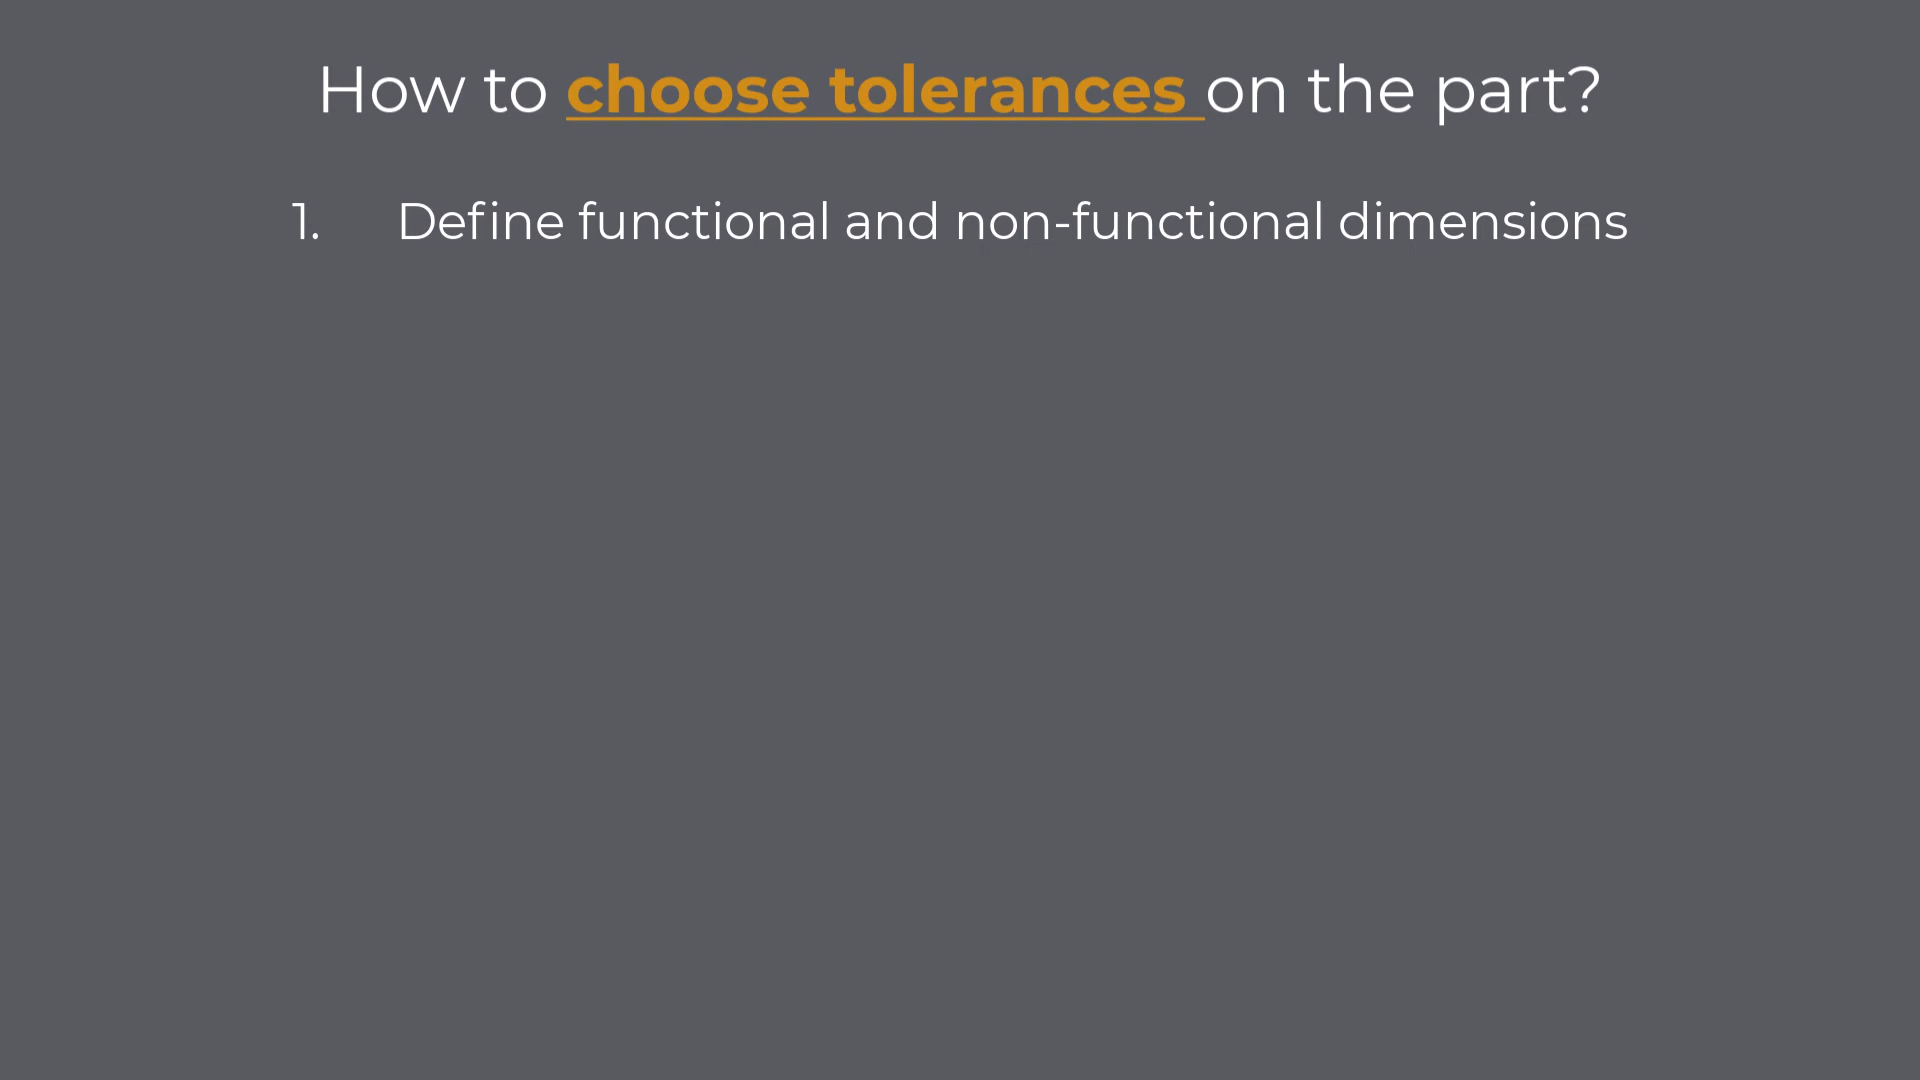 How to choose tolerances on the part?
1. Define functional and non-functional dimensions